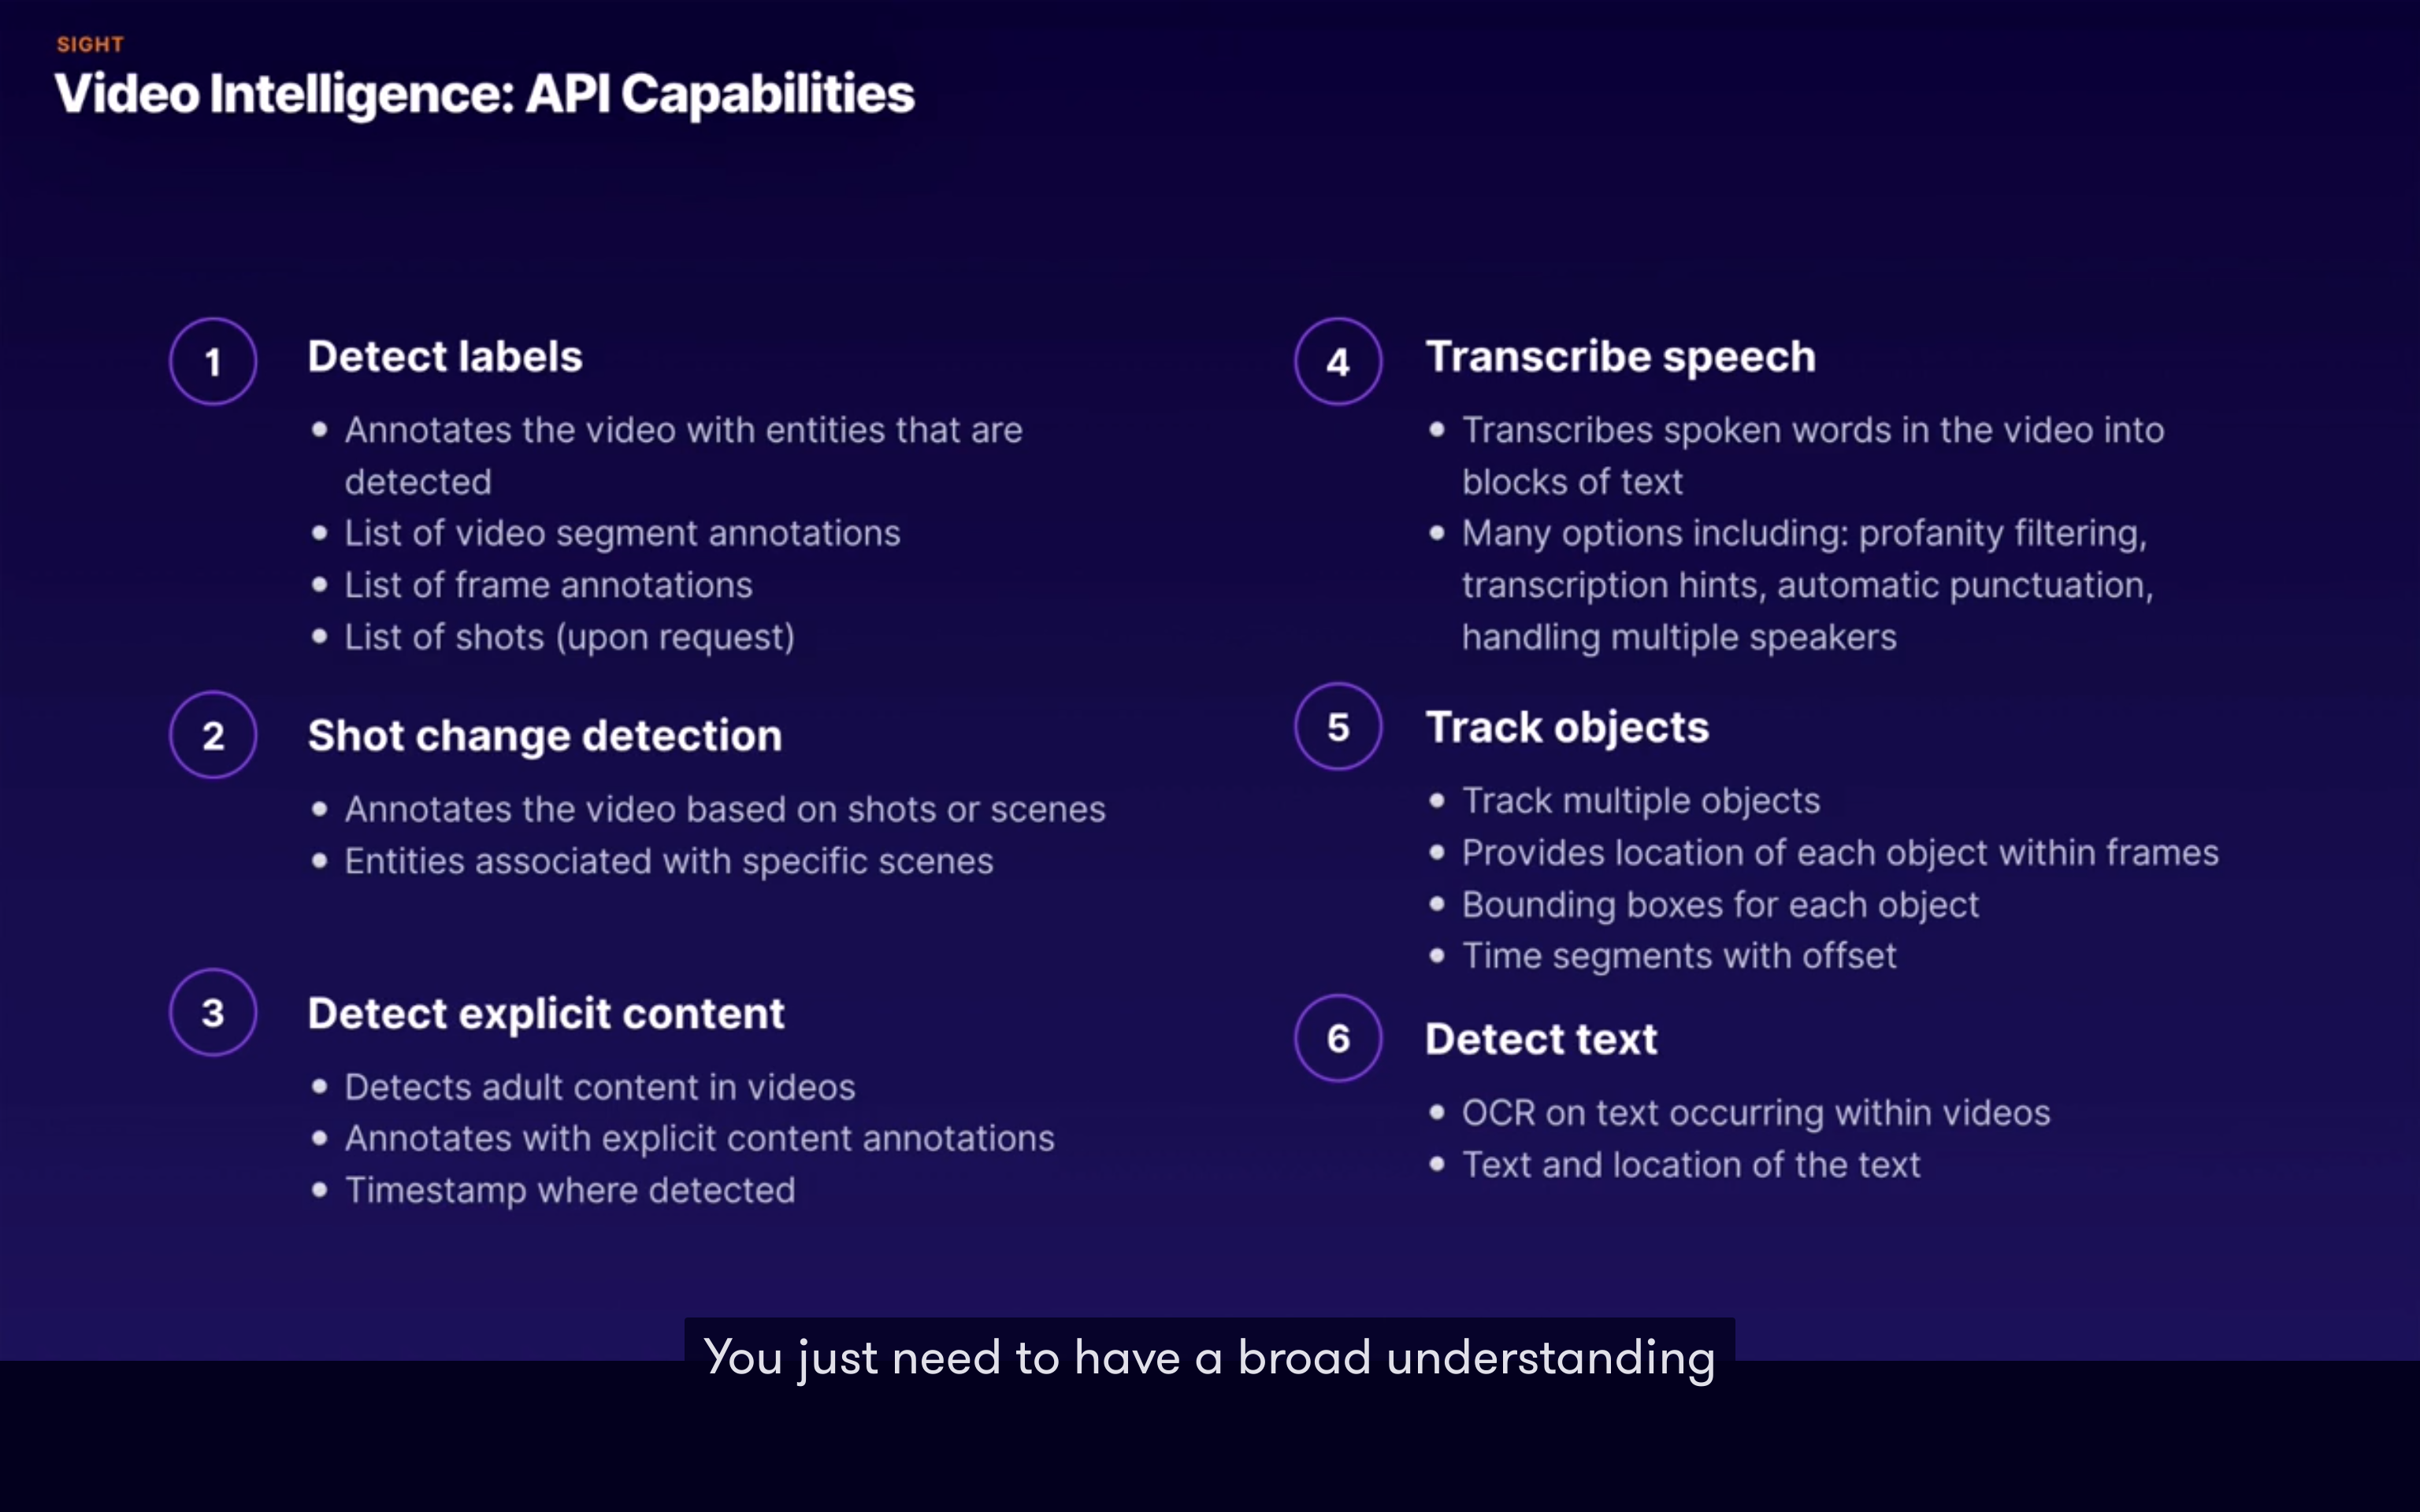 SIGHT
Video Intelligence: API Capabilities
1
Detect labels
• Annotates the video with entities that are
detected
• List of video segment annotations
• List of frame annotations
• List of shots (upon request)
2
Shot change detection
• Annotates the video based on shots or scenes
• Entities associated with specific scenes
3
Detect explicit content
• Detects adult content in videos
• Annotates with explicit content annotations
• Timestamp where detected
4
Transcribe speech
• Transcribes spoken words in the video into
blocks of text
• Many options including: profanity filtering,
transcription hints, automatic punctuation,
handling multiple speakers
5
Track objects
• Track multiple objects
• Provides location of each object within frames
• Bounding boxes for each object
• Time segments with offset
6
Detect text
• OCR on text occurring within videos
• Text and location of the text
You just need to have a broad understanding